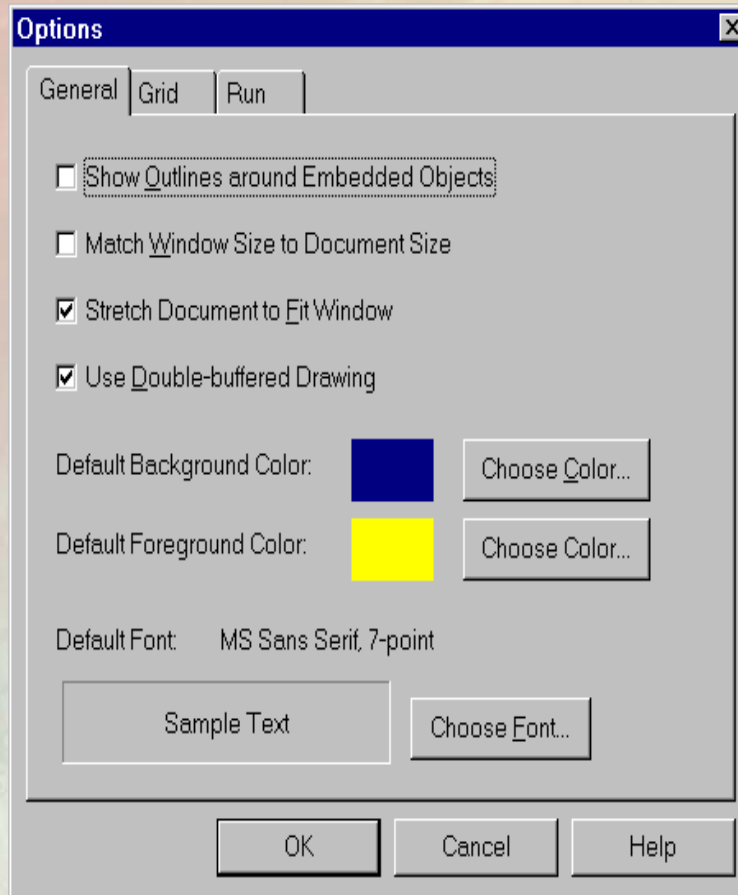 Options
General Grid Run
Show Outlines around Embedded Objects
Match Window Size to Document Size
Stretch Document to Fit Window
Use Double-buffered Drawing
Default Background Color: Choose Color...
Default Foreground Color: Choose Color...
Default Font: MS Sans Serif, 7-point
Sample Text Choose Font...
OK Cancel Help